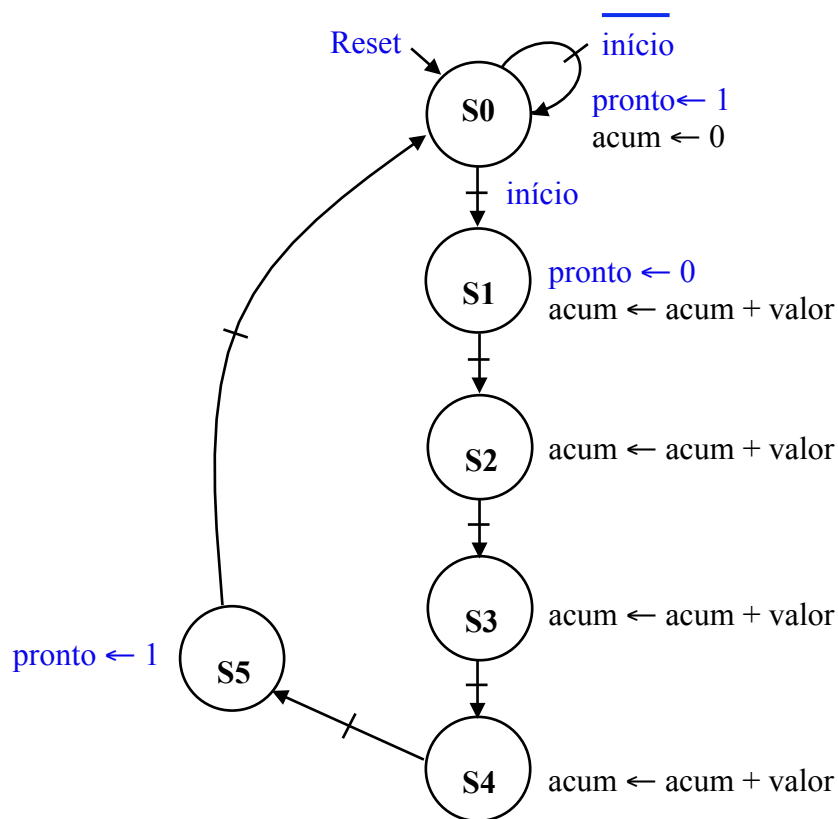 Reset
início
S0
pronto← 1
acum ← 0
início
S1
pronto ← 0
acum ← acum + valor
S2
acum ← acum + valor
S3
acum ← acum + valor
pronto ← 1
S5
S4
acum ← acum + valor